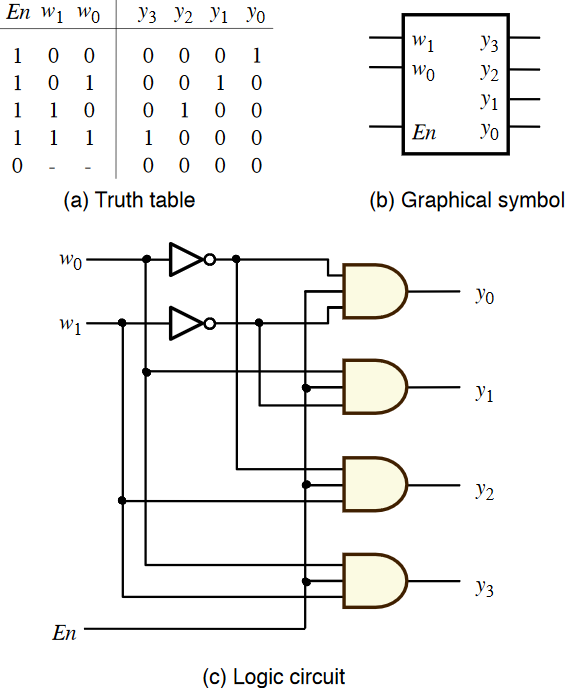 En w₁ w₀ y₃ y₂ y₁ y₀
1 0 0 0 0 0 1
1 0 1 0 0 1 0
1 1 0 0 1 0 0
1 1 1 1 0 0 0
0 - - 0 0 0 0
(a) Truth table
w₁ y₃
w₀ y₂
y₁
En y₀
(b) Graphical symbol
w₀
y₀
w₁
y₁
y₂
y₃
En
(c) Logic circuit